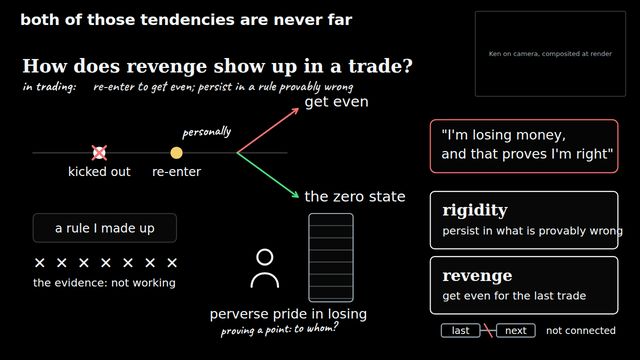 both of those tendencies are never far
Ken on camera, composited at render
How does revenge show up in a trade?
in trading: re-enter to get even; persist in a rule provably wrong
get even
personally
kicked out
re-enter
the zero state
"I'm losing money,
and that proves I'm right"
a rule I made up
the evidence: not working
perverse pride in losing
proving a point: to whom?
rigidity
persist in what is provably wrong
revenge
get even for the last trade
last
next
not connected